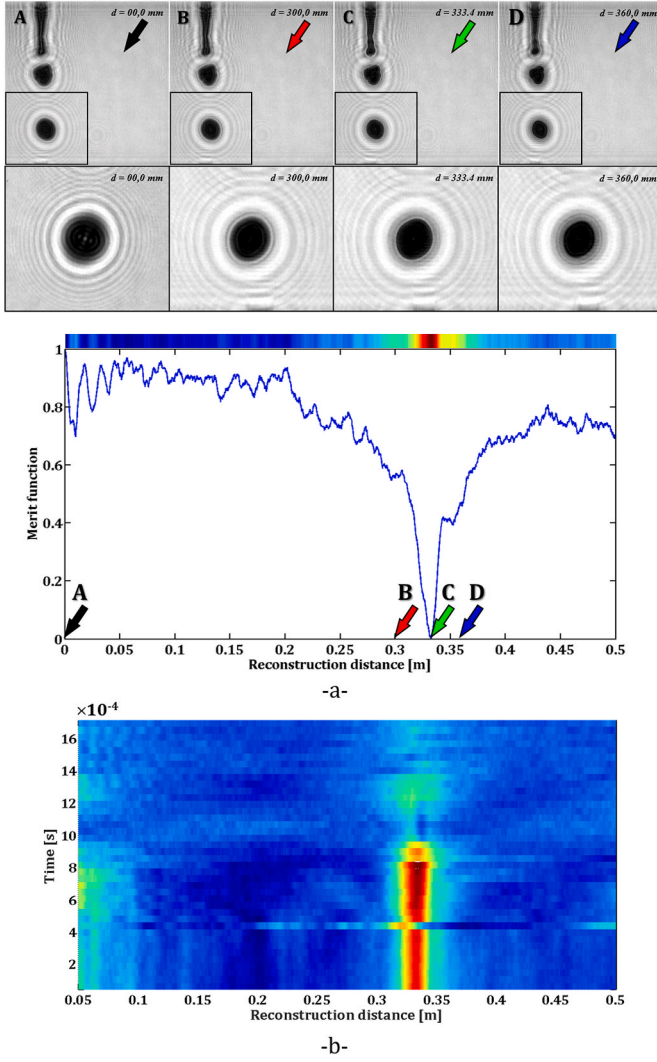 A
d = 00,0 mm
B
d = 300,0 mm
C
d = 333.4 mm
D
d = 360,0 mm
d = 00,0 mm
d = 300,0 mm
d = 333.4 mm
d = 360,0 mm
1
0.8
0.6
0.4
0.2
0
Merit function
A
B
C
D
0
0.05
0.1
0.15
0.2
0.25
0.3
0.35
0.4
0.45
0.5
Reconstruction distance [m]
-a-
×10⁻⁴
16
14
12
10
8
6
4
2
Time [s]
0.05
0.1
0.15
0.2
0.25
0.3
0.35
0.4
0.45
0.5
Reconstruction distance [m]
-b-